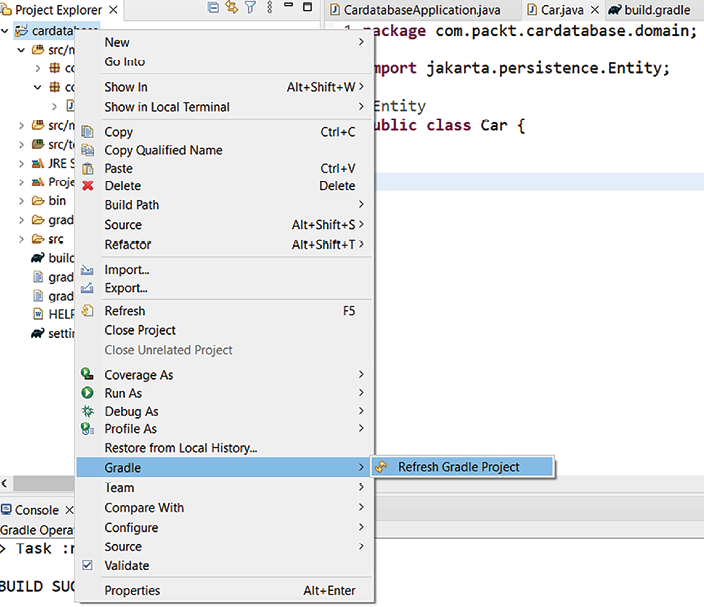 Project Explorer
CardatabaseApplication.java
Car.java
build.gradle
cardatabase
1 package com.packt.cardatabase.domain;
import jakarta.persistence.Entity;
Entity
public class Car {
src/m
co
co
src/m
src/te
JRE S
Proje
bin
grad
src
build
grad
grad
HELP
settin
New
Go Into
Show In Alt+Shift+W
Show in Local Terminal
Copy Ctrl+C
Copy Qualified Name
Paste Ctrl+V
Delete Delete
Build Path
Source Alt+Shift+S
Refactor Alt+Shift+T
Import...
Export...
Refresh F5
Close Project
Close Unrelated Project
Coverage As
Run As
Debug As
Profile As
Restore from Local History...
Gradle
Refresh Gradle Project
Team
Compare With
Configure
Source
Validate
Properties Alt+Enter
Console
Gradle Opera
> Task :
BUILD SUC